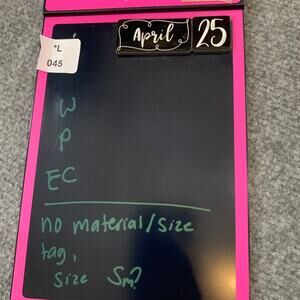 April 25
*L
045
W
P
EC
no material/size
tag,
size Sm?